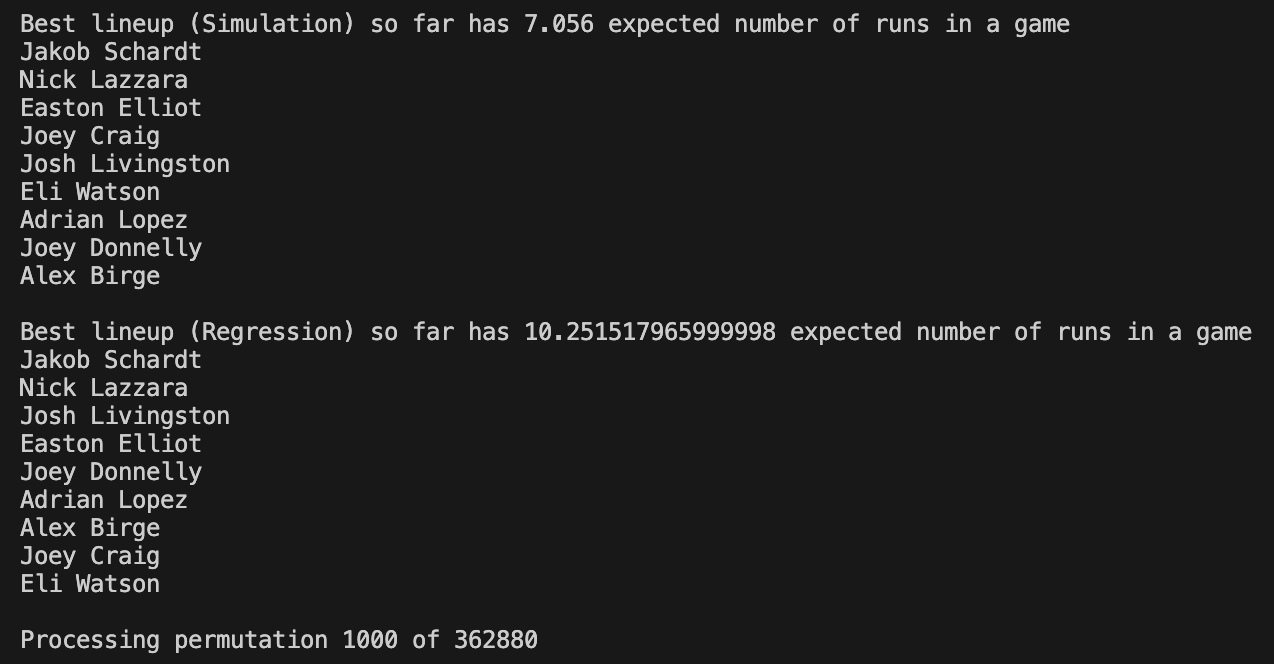 Best lineup (Simulation) so far has 7.056 expected number of runs in a game
Jakob Schardt
Nick Lazzara
Easton Elliot
Joey Craig
Josh Livingston
Eli Watson
Adrian Lopez
Joey Donnelly
Alex Birge
Best lineup (Regression) so far has 10.251517965999998 expected number of runs in a game
Jakob Schardt
Nick Lazzara
Josh Livingston
Easton Elliot
Joey Donnelly
Adrian Lopez
Alex Birge
Joey Craig
Eli Watson
Processing permutation 1000 of 362880